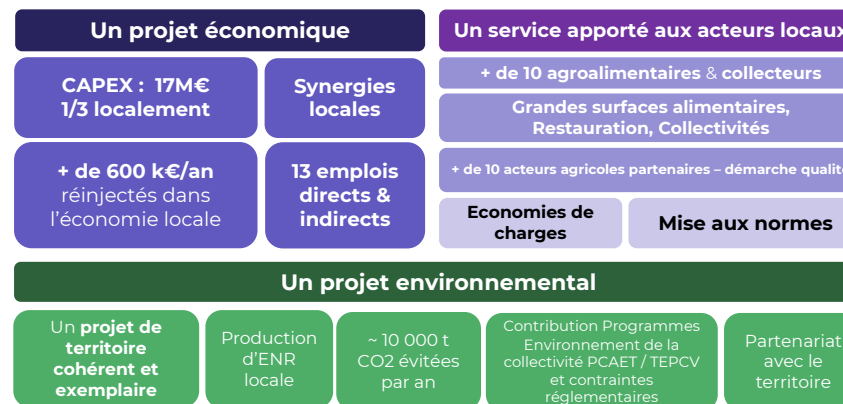 Un projet économique
CAPEX : 17M€
1/3 localement
Synergies
locales
+ de 600 k€/an
réinjectés dans
l'économie locale
13 emplois
directs &
indirects
Un service apporté aux acteurs locaux
+ de 10 agroalimentaires & collecteurs
Grandes surfaces alimentaires,
Restauration, Collectivités
+ de 10 acteurs agricoles partenaires – démarche qualité
Economies de
charges
Mise aux normes
Un projet environnemental
Un projet de
territoire
cohérent et
exemplaire
Production
d'ENR
locale
~ 10 000 t
CO2 évitées
par an
Contribution Programmes
Environnement de la
collectivité PCAET / TEPCV
et contraintes
réglementaires
Partenariat
avec le
territoire